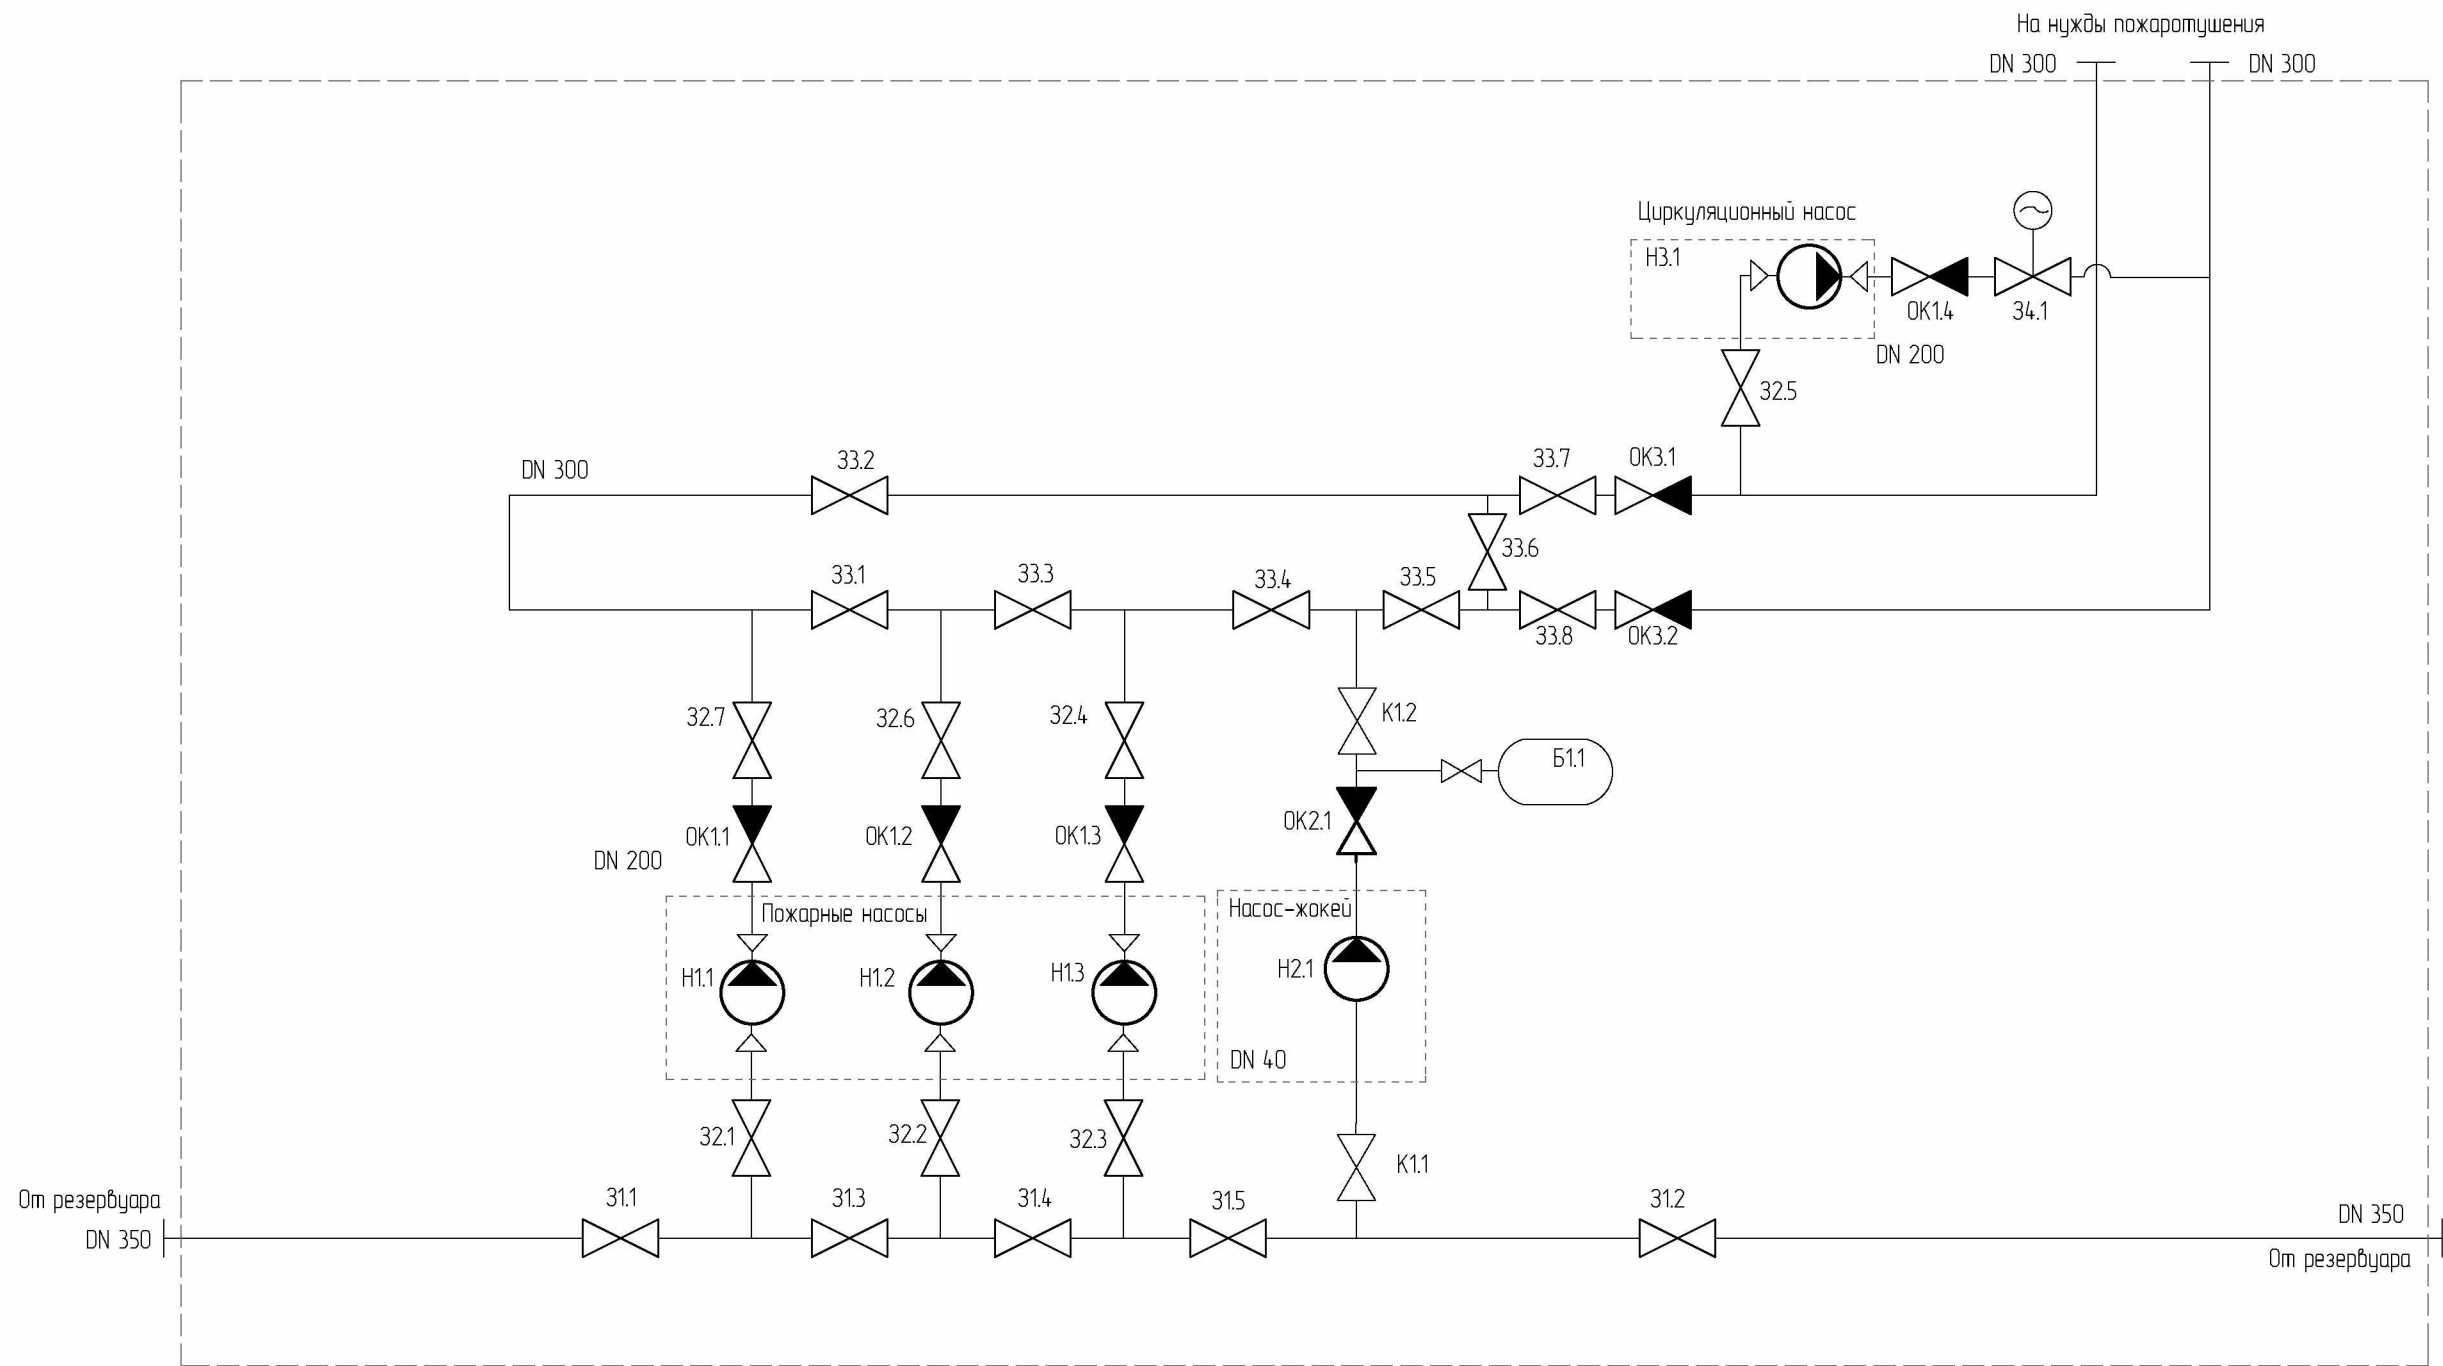 На нужды пожаротушения
DN 300
DN 300
Циркуляционный насос
Н3.1
ОК1.4
З4.1
DN 200
З2.5
DN 300
З3.2
З3.7
ОК3.1
З3.6
З3.1
З3.3
З3.4
З3.5
З3.8
ОК3.2
З2.7
З2.6
З2.4
К1.2
Б1.1
ОК1.1
ОК1.2
ОК1.3
ОК2.1
DN 200
Пожарные насосы
Насос-жокей
Н1.1
Н1.2
Н1.3
Н2.1
DN 40
З2.1
З2.2
З2.3
К1.1
От резервуара
DN 350
З1.1
З1.3
З1.4
З1.5
З1.2
DN 350
От резервуара